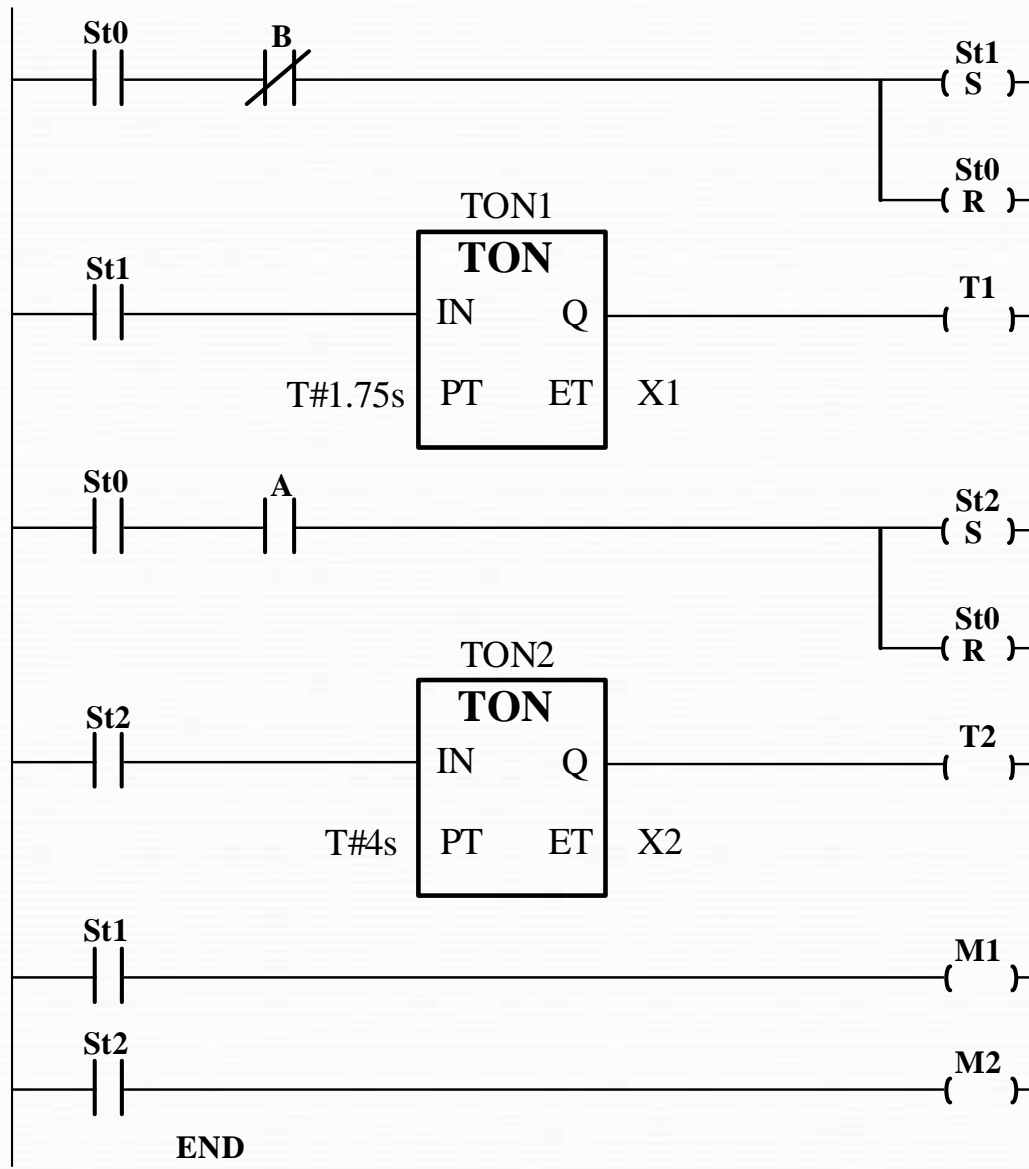 St0 B St1
S
St0
R
TON1
TON
St1 T1
IN Q
T#1.75s PT ET X1
St0 A St2
S
St0
R
TON2
TON
St2 T2
IN Q
T#4s PT ET X2
St1 M1
St2 M2
END